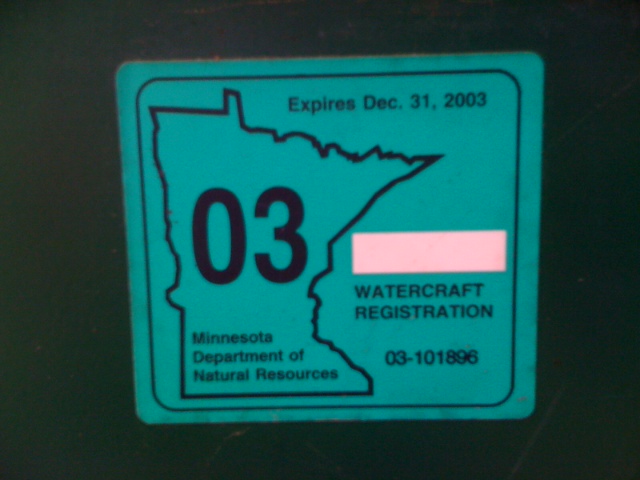 Expires Dec. 31, 2003
03
WATERCRAFT
REGISTRATION
03-101896
Minnesota
Department of
Natural Resources